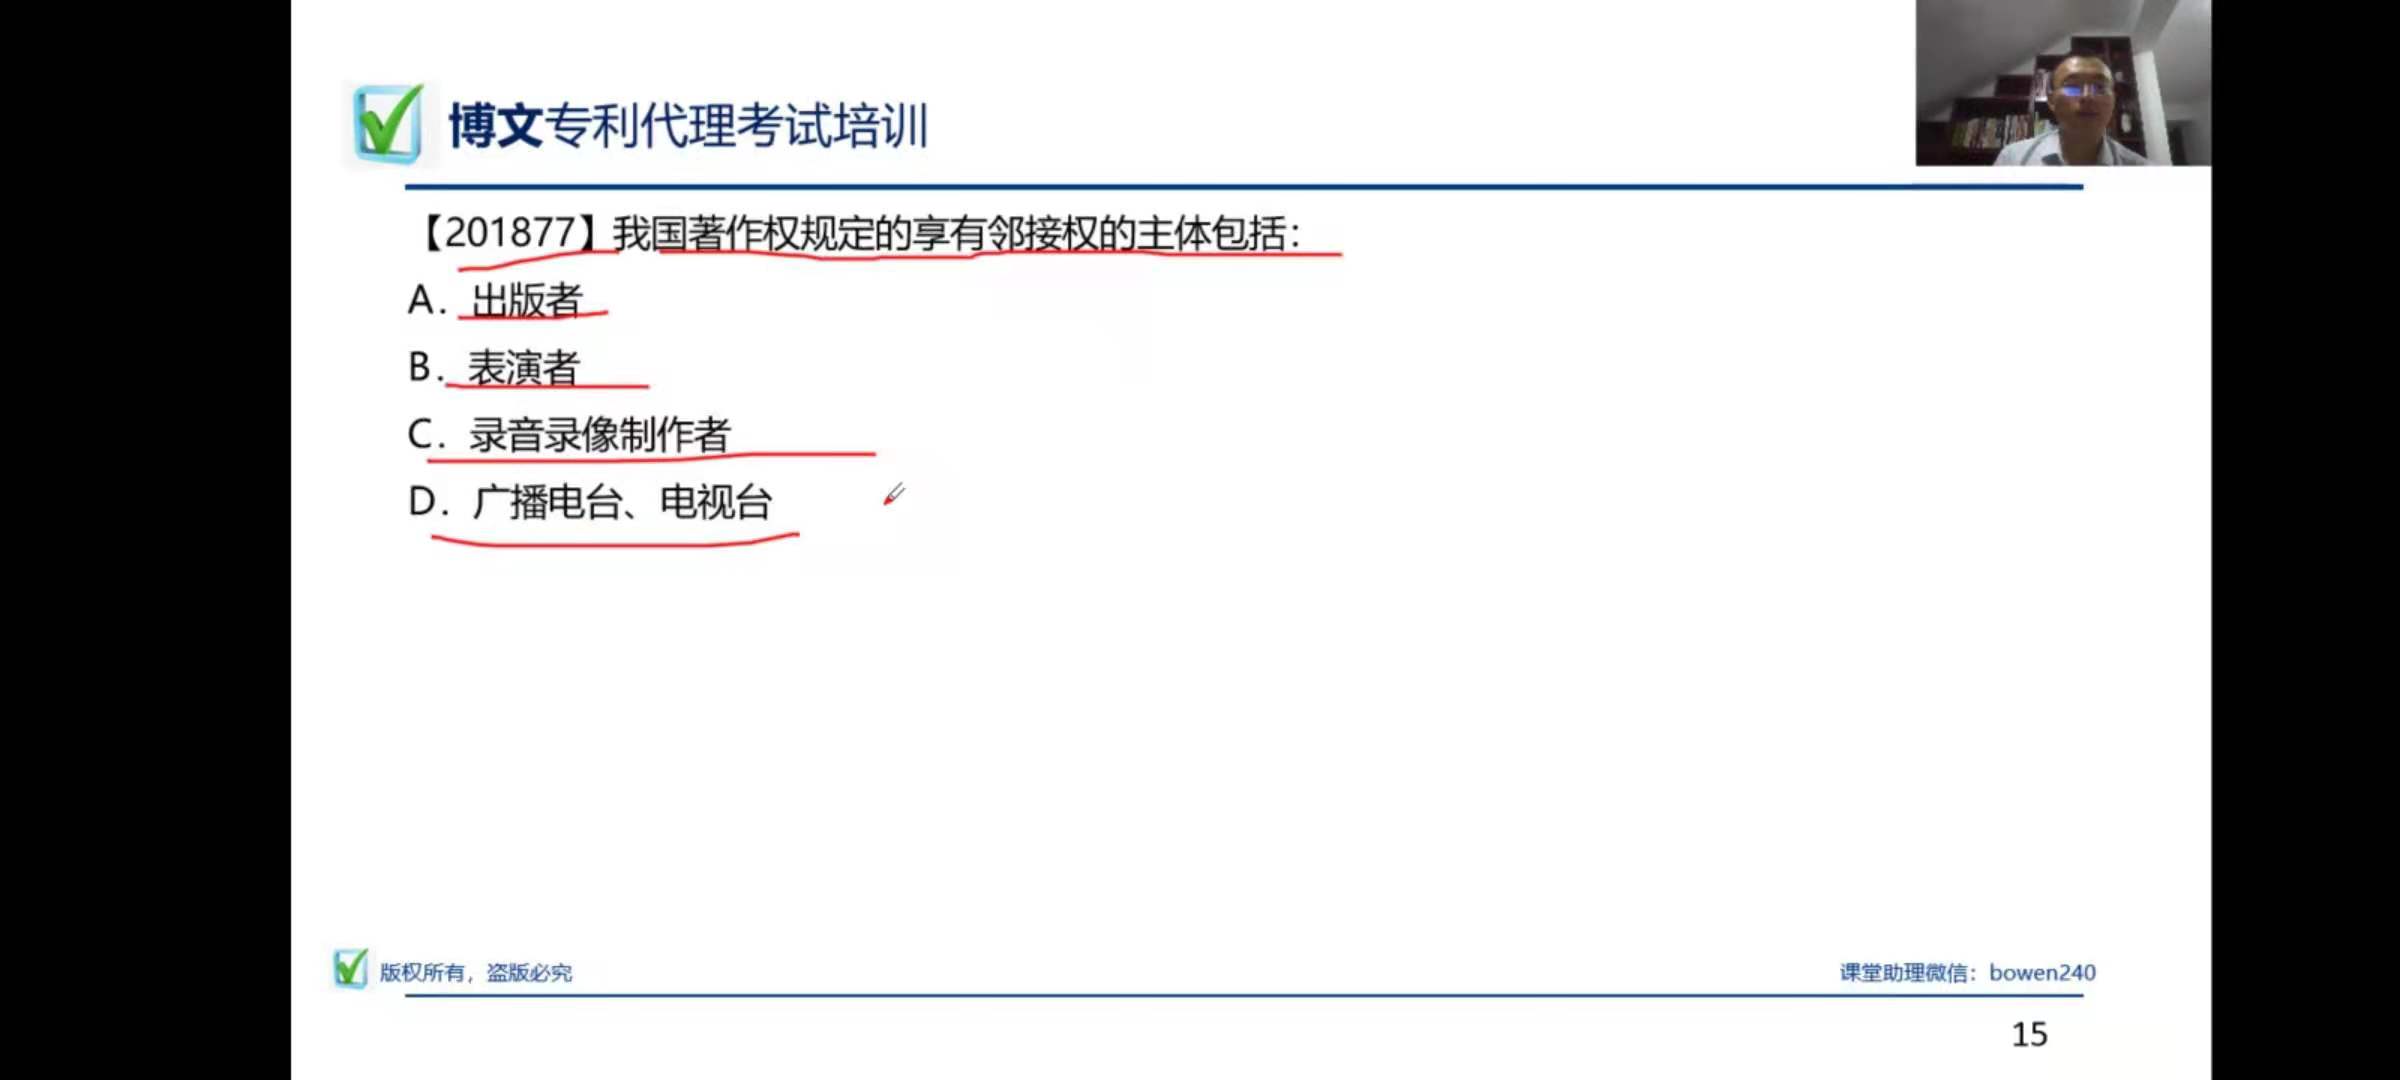 博文专利代理考试培训
【201877】我国著作权规定的享有邻接权的主体包括：
A. 出版者
B. 表演者
C. 录音录像制作者
D. 广播电台、电视台
版权所有，盗版必究
课堂助理微信：bowen240
15